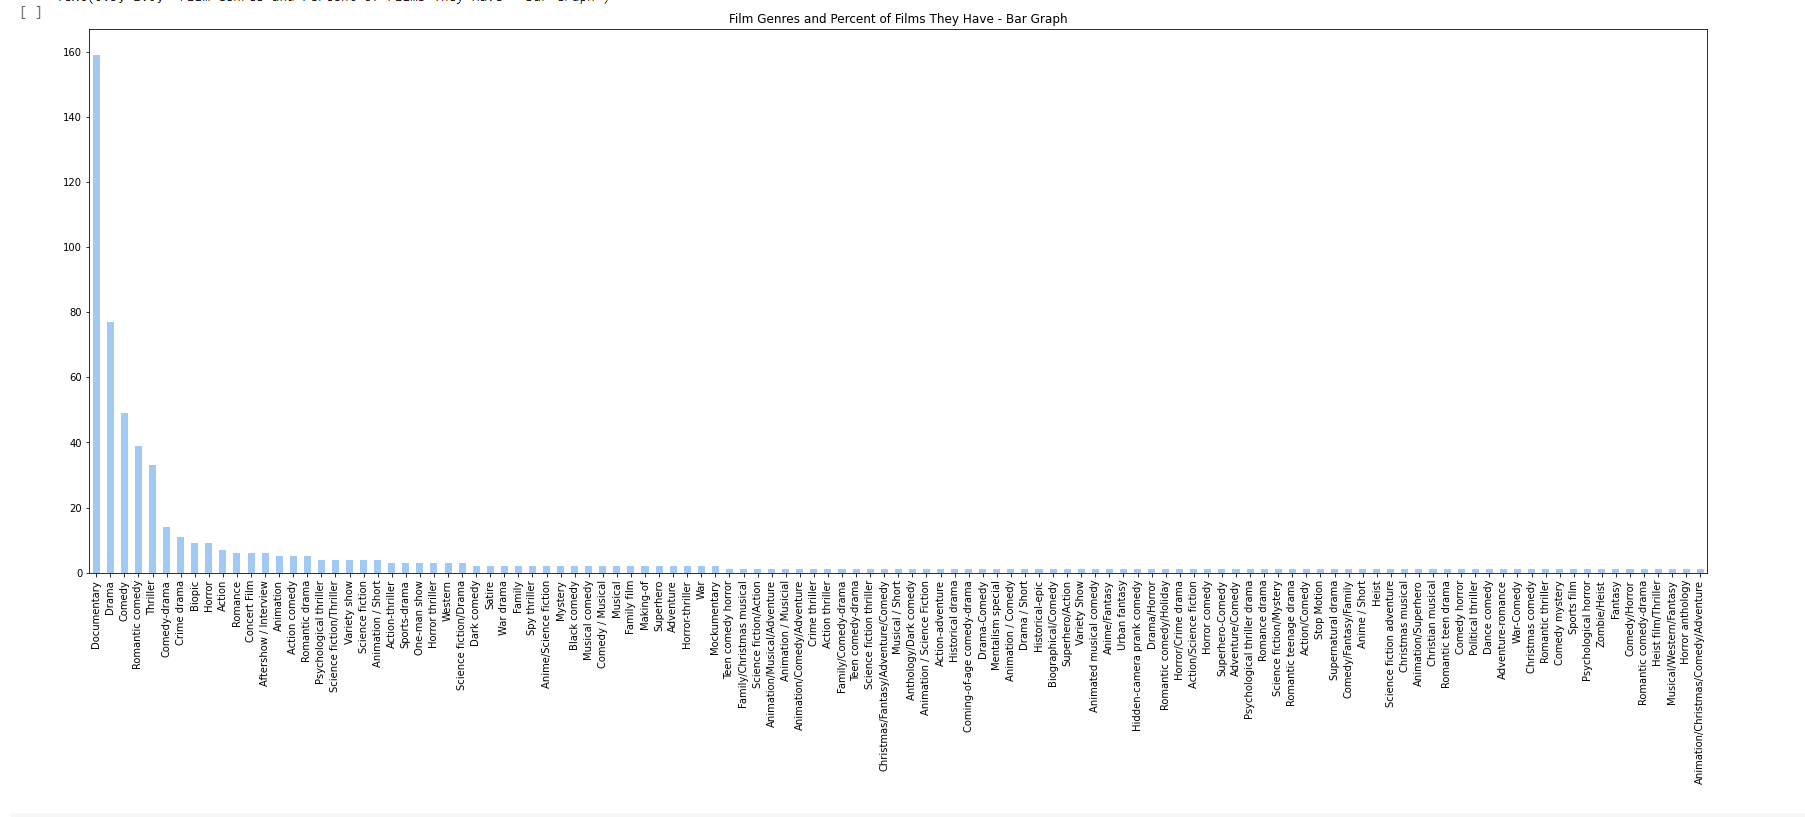 [ ]
Film Genres and Percent of Films They Have - Bar Graph
160
140
120
100
80
60
40
20
0
Documentary
Drama
Comedy
Romantic comedy
Thriller
Comedy-drama
Crime drama
Biopic
Horror
Action
Romance
Concert Film
Aftershow / Interview
Animation
Action comedy
Romantic drama
Psychological thriller
Science fiction/Thriller
Variety show
Science fiction
Animation / Short
Action-thriller
Sports-drama
One-man show
Horror thriller
Western
Science fiction/Drama
Dark comedy
Satire
War drama
Family
Spy thriller
Anime/Science fiction
Mystery
Black comedy
Musical comedy
Comedy / Musical
Musical
Family film
Making-of
Superhero
Adventure
Horror-thriller
War
Mockumentary
Teen comedy horror
Family/Christmas musical
Science fiction/Action
Animation/Musical/Adventure
Animation / Musicial
Animation/Comedy/Adventure
Crime thriller
Action thriller
Family/Comedy-drama
Teen comedy-drama
Science fiction thriller
Christmas/Fantasy/Adventure/Comedy
Musical / Short
Anthology/Dark comedy
Animation / Science Fiction
Action-adventure
Historical drama
Coming-of-age comedy-drama
Drama-Comedy
Mentalism special
Animation / Comedy
Drama / Short
Historical-epic
Biographical/Comedy
Superhero/Action
Variety Show
Animated musical comedy
Anime/Fantasy
Urban fantasy
Hidden-camera prank comedy
Drama/Horror
Romantic comedy/Holiday
Horror/Crime drama
Action/Science fiction
Horror comedy
Superhero-Comedy
Adventure/Comedy
Psychological thriller drama
Romance drama
Science fiction/Mystery
Romantic teenage drama
Action/Comedy
Stop Motion
Supernatural drama
Comedy/Fantasy/Family
Anime / Short
Heist
Science fiction adventure
Christmas musical
Animation/Superhero
Christian musical
Romantic teen drama
Comedy horror
Political thriller
Dance comedy
Adventure-romance
War-Comedy
Christmas comedy
Romantic thriller
Comedy mystery
Sports film
Psychological horror
Zombie/Heist
Fantasy
Comedy/Horror
Romantic comedy-drama
Heist film/Thriller
Musical/Western/Fantasy
Horror anthology
Animation/Christmas/Comedy/Adventure